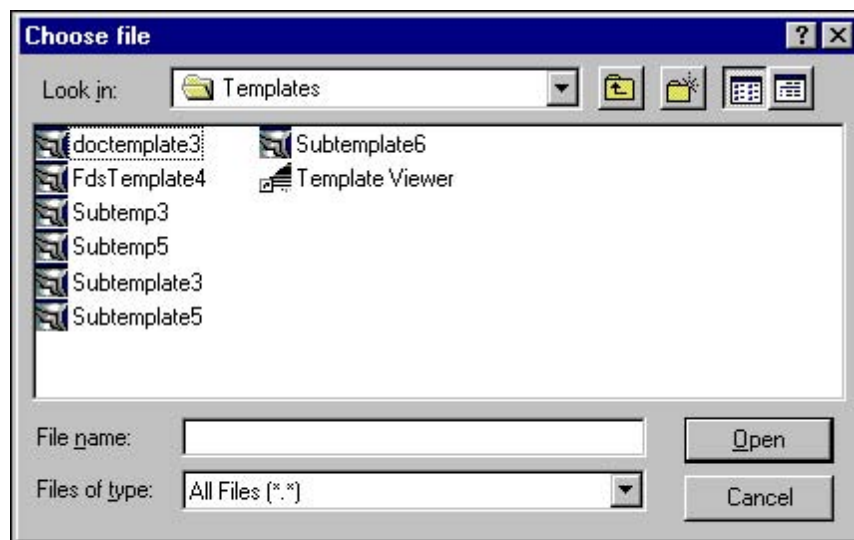 Choose file
Look in: Templates
doctemplate3
FdsTemplate4
Subtemp3
Subtemp5
Subtemplate3
Subtemplate5
Subtemplate6
Template Viewer
File name:
Open
Files of type: All Files (*.*)
Cancel